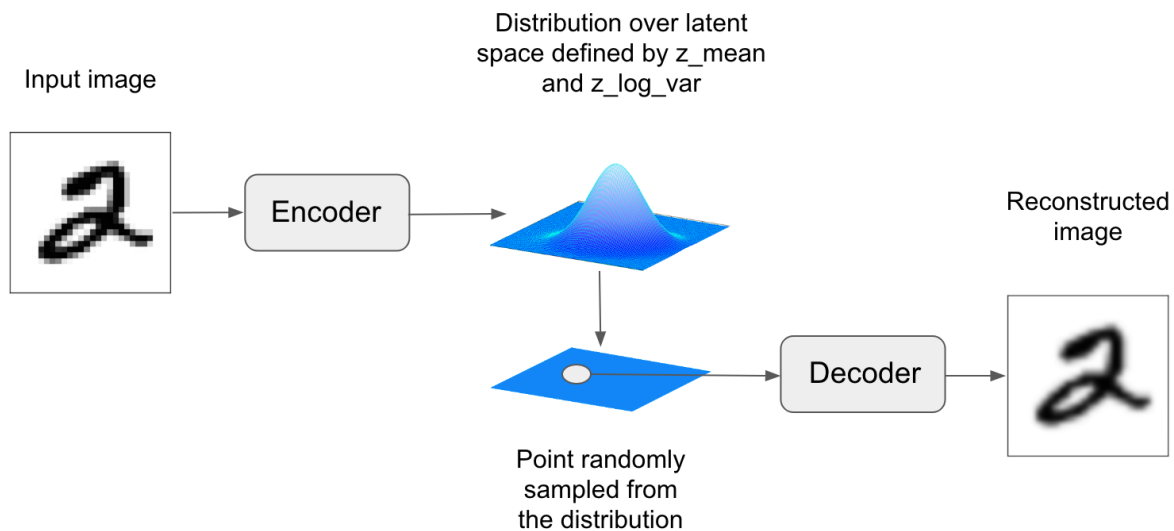 Input image
Encoder
Distribution over latent
space defined by z_mean
and z_log_var
Point randomly
sampled from
the distribution
Decoder
Reconstructed
image